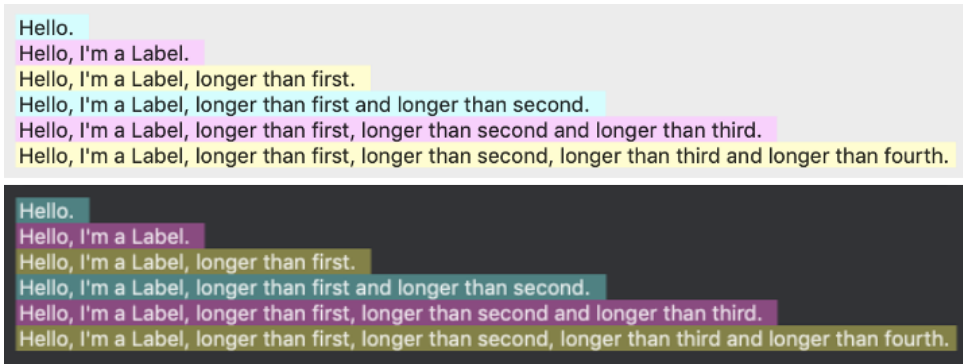 Hello.
Hello, I'm a Label.
Hello, I'm a Label, longer than first.
Hello, I'm a Label, longer than first and longer than second.
Hello, I'm a Label, longer than first, longer than second and longer than third.
Hello, I'm a Label, longer than first, longer than second, longer than third and longer than fourth.
Hello.
Hello, I'm a Label.
Hello, I'm a Label, longer than first.
Hello, I'm a Label, longer than first and longer than second.
Hello, I'm a Label, longer than first, longer than second and longer than third.
Hello, I'm a Label, longer than first, longer than second, longer than third and longer than fourth.